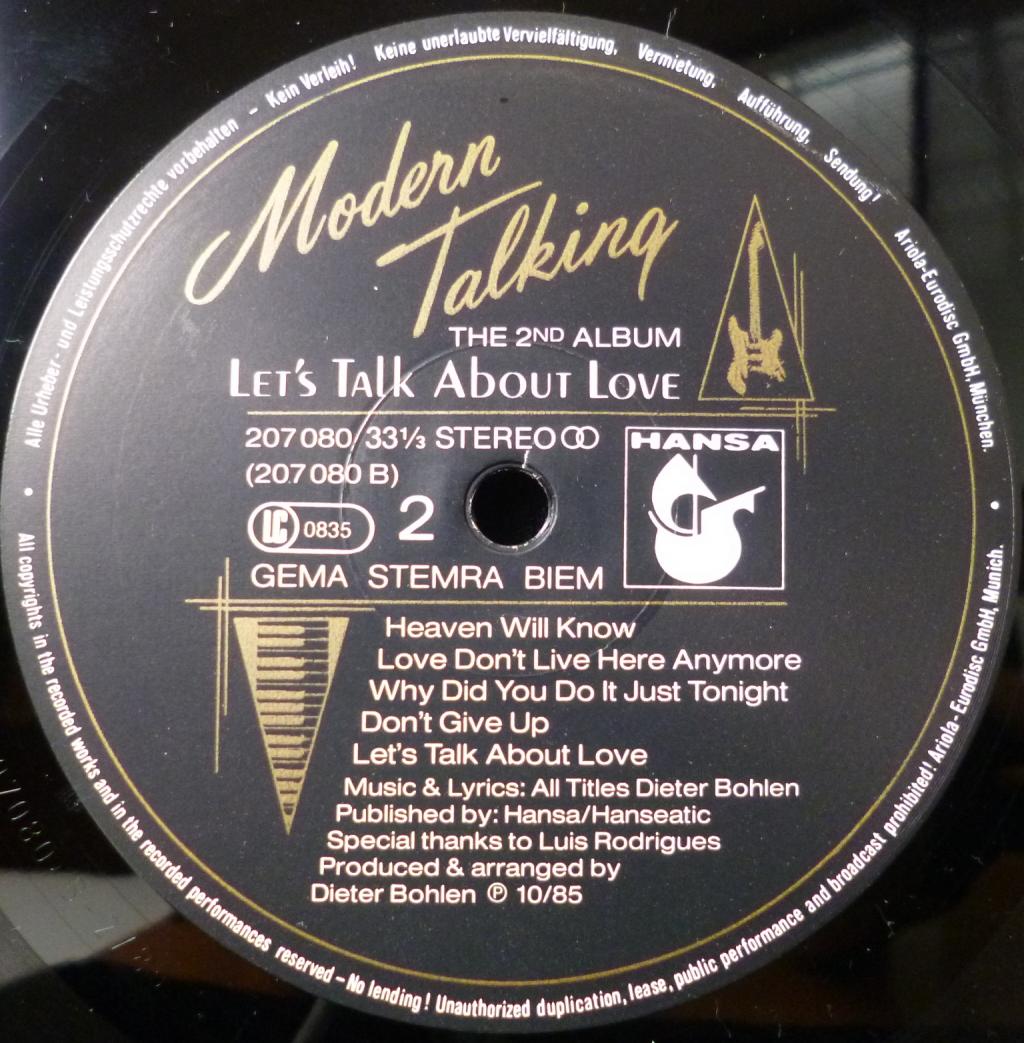 Alle Urheber- und Leistungsschutzrechte vorbehalten – Kein Verleih! Keine unerlaubte Vervielfältigung, Vermietung, Aufführung, Sendung! Ariola-Eurodisc GmbH, München.
Modern
Talking
THE 2ND ALBUM
LET'S TALK ABOUT LOVE
207 080 33⅓ STEREO
(207 080 B)
LC 0835
2
HANSA
GEMA STEMRA BIEM
Heaven Will Know
Love Don't Live Here Anymore
Why Did You Do It Just Tonight
Don't Give Up
Let's Talk About Love
Music & Lyrics: All Titles Dieter Bohlen
Published by: Hansa/Hanseatic
Special thanks to Luis Rodrigues
Produced & arranged by
Dieter Bohlen ℗ 10/85
All copyrights in the recorded works and in the recorded performances reserved – No lending! Unauthorized duplication, lease, public performance and broadcast prohibited! Ariola-Eurodisc GmbH, Munich.